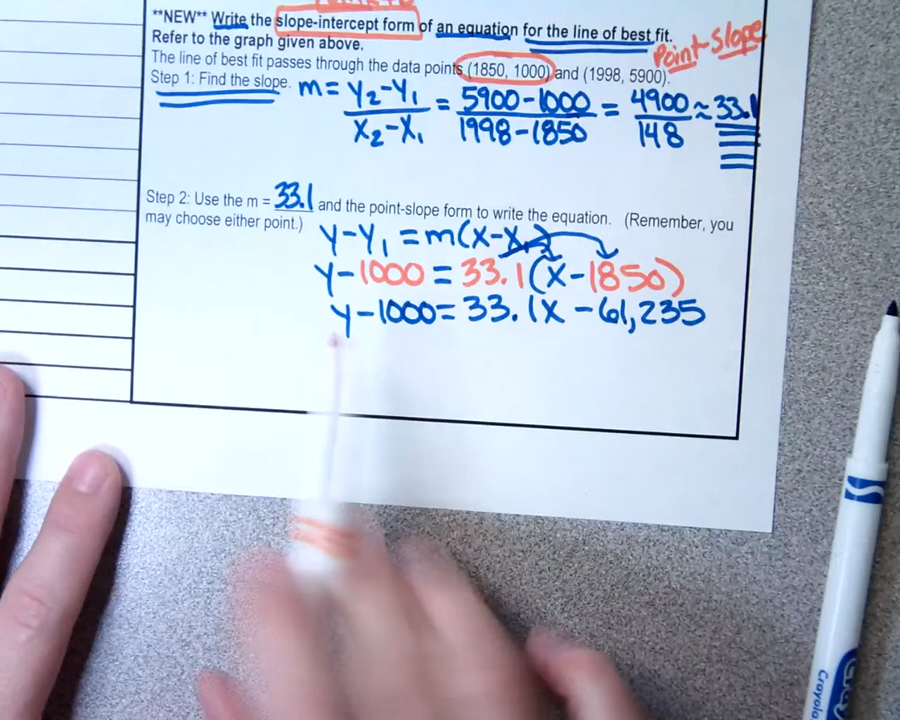 **NEW** Write the slope-intercept form of an equation for the line of best fit.
Refer to the graph given above.
Point-Slope
The line of best fit passes through the data points (1850, 1000) and (1998, 5900).
Step 1: Find the slope. m = y₂-y₁ / x₂-x₁ = 5900-1000 / 1998-1850 = 4900 / 148 ≈ 33.1
Step 2: Use the m = 33.1 and the point-slope form to write the equation. (Remember, you
may choose either point.)
y-y₁ = m(x-x₁)
y-1000 = 33.1(x-1850)
y-1000 = 33.1x - 61,235
Crayola